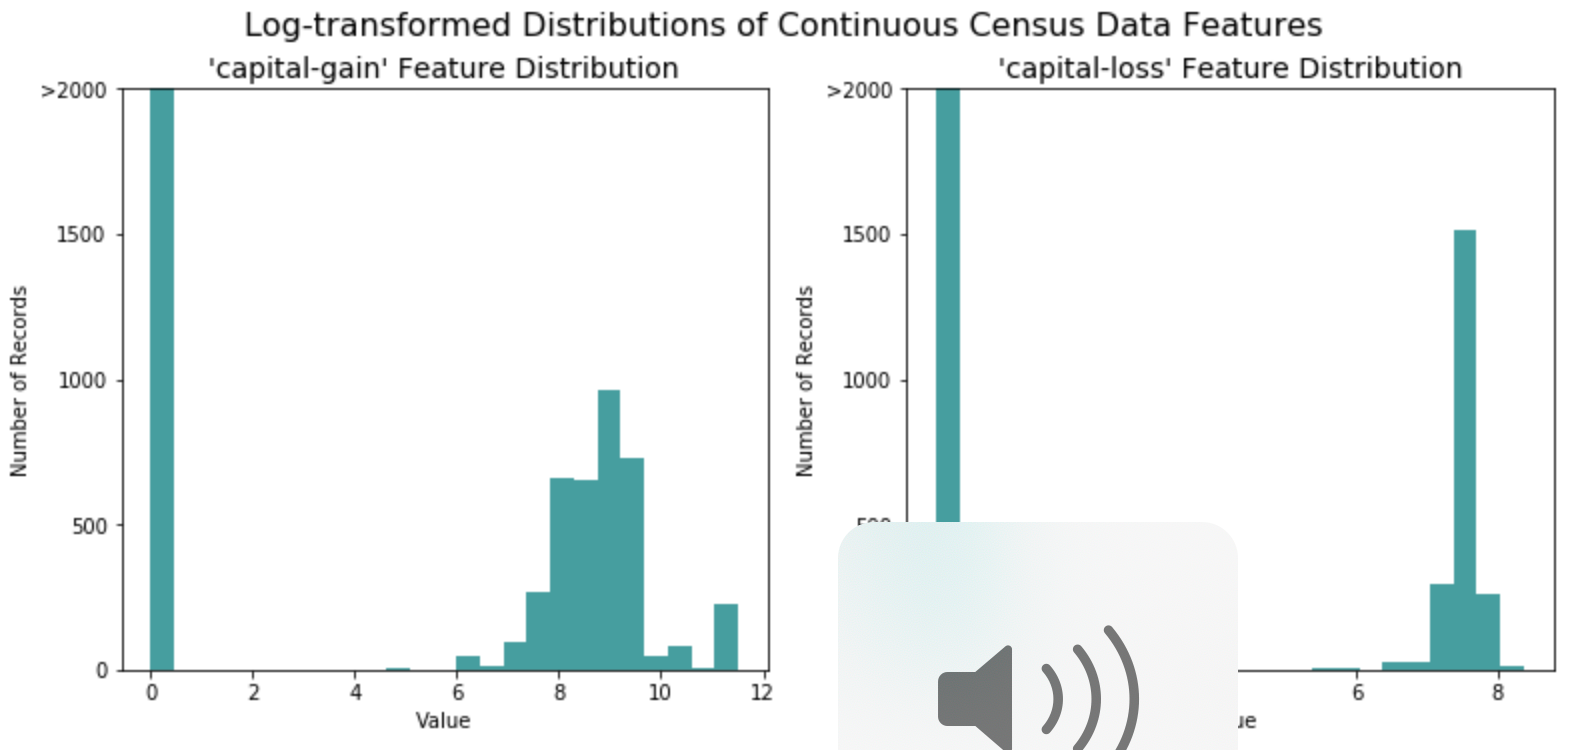 Log-transformed Distributions of Continuous Census Data Features
'capital-gain' Feature Distribution
>2000
1500
1000
500
0
Number of Records
0 2 4 6 8 10 12
Value
'capital-loss' Feature Distribution
>2000
1500
1000
Number of Records
6 8